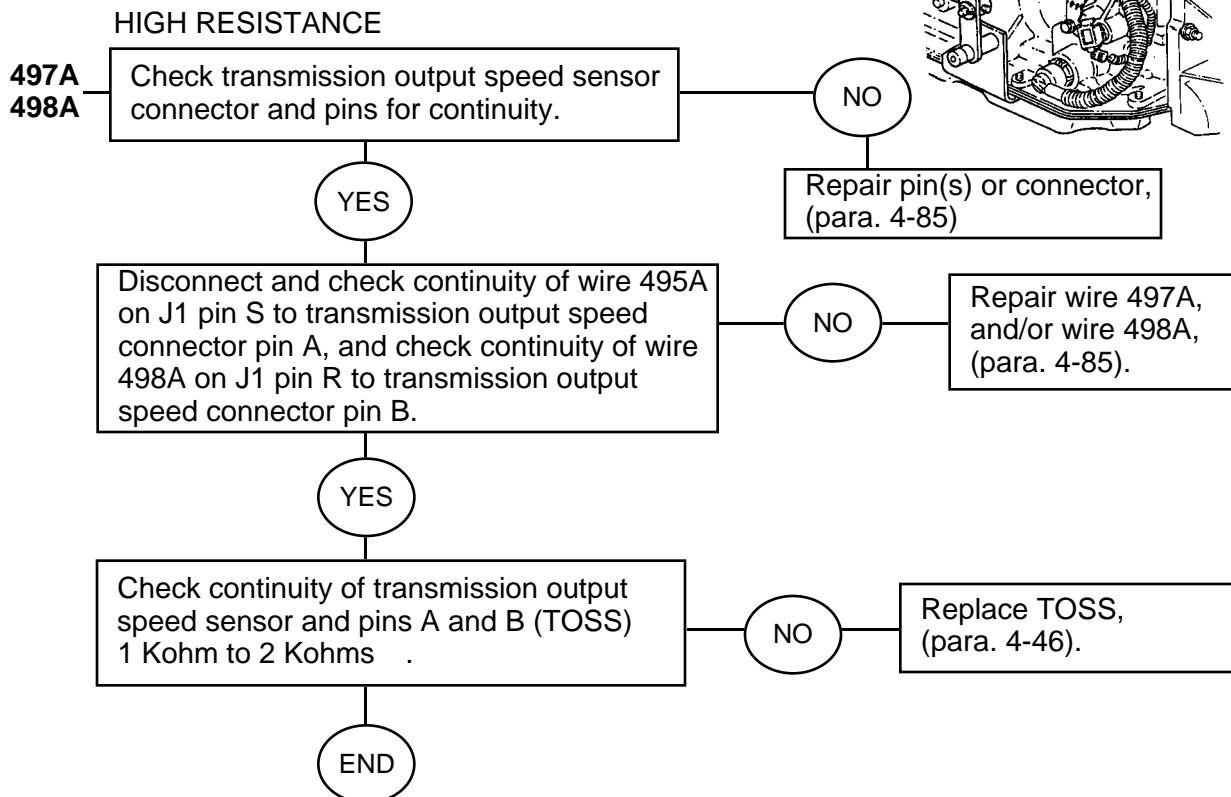 HIGH RESISTANCE
497A
498A
Check transmission output speed sensor
connector and pins for continuity.
NO
Repair pin(s) or connector,
(para. 4-85)
YES
Disconnect and check continuity of wire 495A
on J1 pin S to transmission output speed
connector pin A, and check continuity of wire
498A on J1 pin R to transmission output
speed connector pin B.
NO
Repair wire 497A,
and/or wire 498A,
(para. 4-85).
YES
Check continuity of transmission output
speed sensor and pins A and B (TOSS)
1 Kohm to 2 Kohms .
NO
Replace TOSS,
(para. 4-46).
END